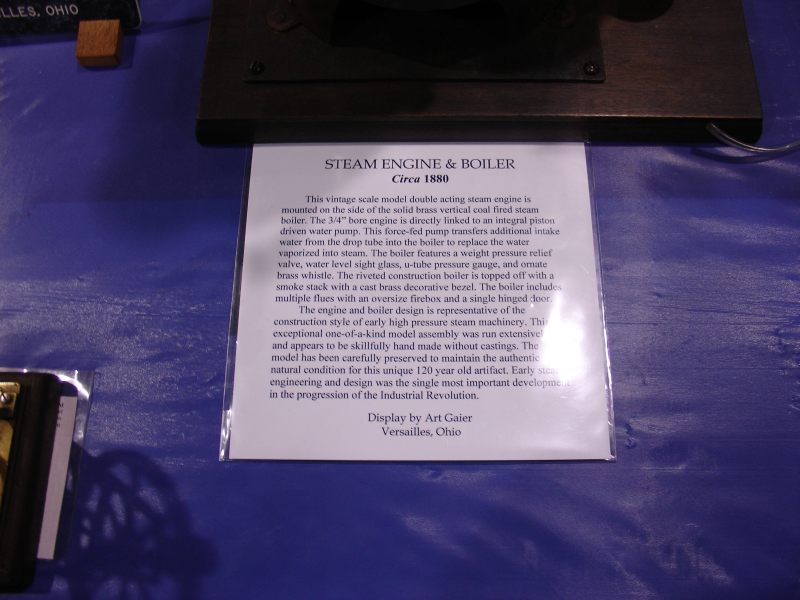 ILLES, OHIO
STEAM ENGINE & BOILER
Circa 1880
This vintage scale model double acting steam engine is
mounted on the side of the solid brass vertical coal fired steam
boiler. The 3/4" bore engine is directly linked to an integral piston
driven water pump. This force-fed pump transfers additional intake
water from the drop tube into the boiler to replace the water
vaporized into steam. The boiler features a weight pressure relief
valve, water level sight glass, u-tube pressure gauge, and ornate
brass whistle. The riveted construction boiler is topped off with a
smoke stack with a cast brass decorative bezel. The boiler includes
multiple flues with an oversize firebox and a single hinged door.
The engine and boiler design is representative of the
construction style of early high pressure steam machinery. This
exceptional one-of-a-kind model assembly was run extensively
and appears to be skillfully hand made without castings. The
model has been carefully preserved to maintain the authentic
natural condition for this unique 120 year old artifact. Early steam
engineering and design was the single most important development
in the progression of the Industrial Revolution.
Display by Art Gaier
Versailles, Ohio